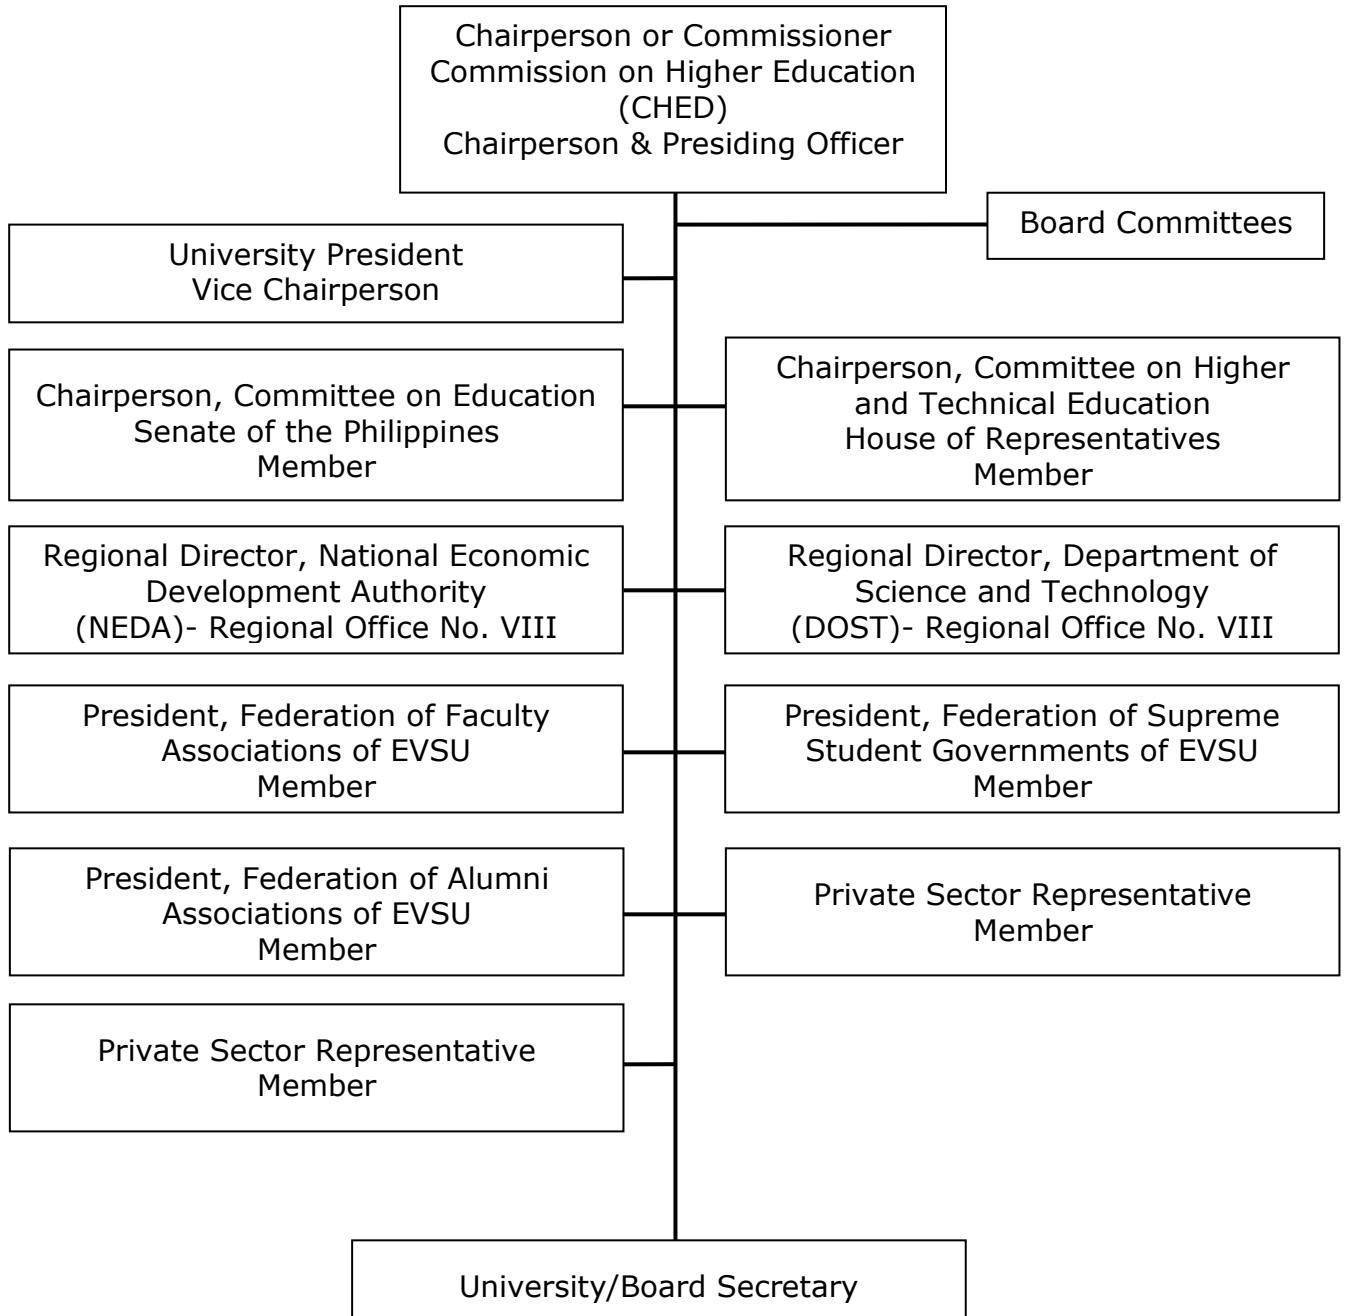 Chairperson or Commissioner
Commission on Higher Education
(CHED)
Chairperson & Presiding Officer
Board Committees
University President
Vice Chairperson
Chairperson, Committee on Education
Senate of the Philippines
Member
Chairperson, Committee on Higher
and Technical Education
House of Representatives
Member
Regional Director, National Economic
Development Authority
(NEDA)- Regional Office No. VIII
Regional Director, Department of
Science and Technology
(DOST)- Regional Office No. VIII
President, Federation of Faculty
Associations of EVSU
Member
President, Federation of Supreme
Student Governments of EVSU
Member
President, Federation of Alumni
Associations of EVSU
Member
Private Sector Representative
Member
Private Sector Representative
Member
University/Board Secretary